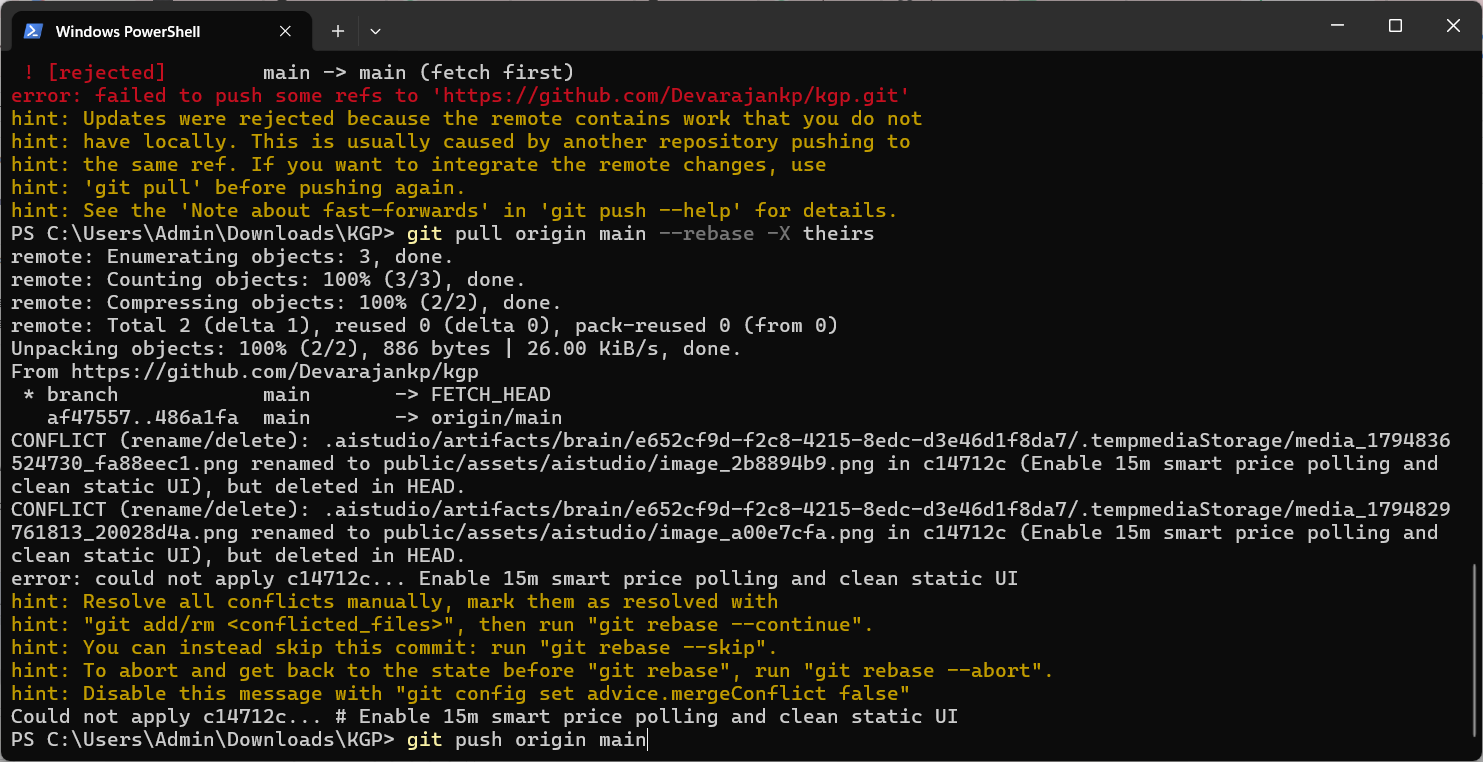 Windows PowerShell
! [rejected]        main -> main (fetch first)
error: failed to push some refs to 'https://github.com/Devarajankp/kgp.git'
hint: Updates were rejected because the remote contains work that you do not
hint: have locally. This is usually caused by another repository pushing to
hint: the same ref. If you want to integrate the remote changes, use
hint: 'git pull' before pushing again.
hint: See the 'Note about fast-forwards' in 'git push --help' for details.
PS C:\Users\Admin\Downloads\KGP> git pull origin main --rebase -X theirs
remote: Enumerating objects: 3, done.
remote: Counting objects: 100% (3/3), done.
remote: Compressing objects: 100% (2/2), done.
remote: Total 2 (delta 1), reused 0 (delta 0), pack-reused 0 (from 0)
Unpacking objects: 100% (2/2), 886 bytes | 26.00 KiB/s, done.
From https://github.com/Devarajankp/kgp
 * branch            main       -> FETCH_HEAD
   af47557..486a1fa  main       -> origin/main
CONFLICT (rename/delete): .aistudio/artifacts/brain/e652cf9d-f2c8-4215-8edc-d3e46d1f8da7/.tempmediaStorage/media_1794836
524730_fa88eec1.png renamed to public/assets/aistudio/image_2b8894b9.png in c14712c (Enable 15m smart price polling and
clean static UI), but deleted in HEAD.
CONFLICT (rename/delete): .aistudio/artifacts/brain/e652cf9d-f2c8-4215-8edc-d3e46d1f8da7/.tempmediaStorage/media_1794829
761813_20028d4a.png renamed to public/assets/aistudio/image_a00e7cfa.png in c14712c (Enable 15m smart price polling and
clean static UI), but deleted in HEAD.
error: could not apply c14712c... Enable 15m smart price polling and clean static UI
hint: Resolve all conflicts manually, mark them as resolved with
hint: "git add/rm <conflicted_files>", then run "git rebase --continue".
hint: You can instead skip this commit: run "git rebase --skip".
hint: To abort and get back to the state before "git rebase", run "git rebase --abort".
hint: Disable this message with "git config set advice.mergeConflict false"
Could not apply c14712c... # Enable 15m smart price polling and clean static UI
PS C:\Users\Admin\Downloads\KGP> git push origin main